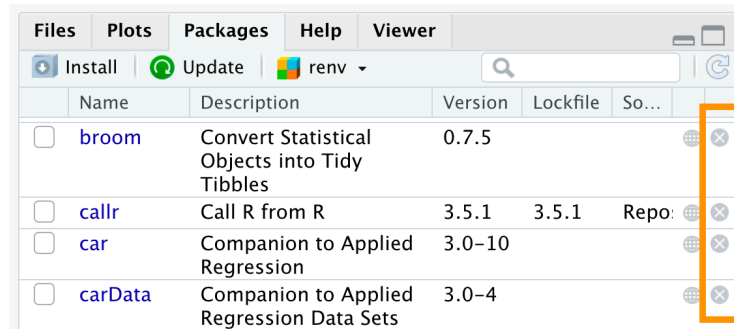 Files Plots Packages Help Viewer
Install Update renv
Name Description Version Lockfile So...
broom Convert Statistical 0.7.5
Objects into Tidy
Tibbles
callr Call R from R 3.5.1 3.5.1 Repo:
car Companion to Applied 3.0-10
Regression
carData Companion to Applied 3.0-4
Regression Data Sets